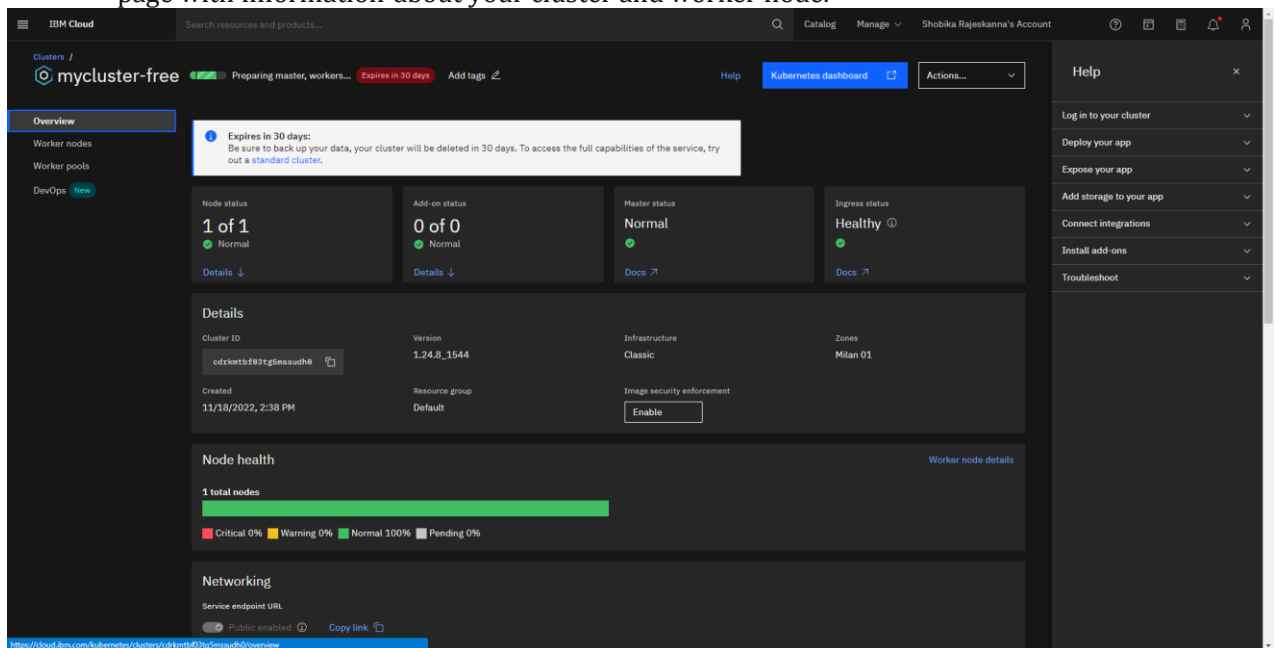 page with information about your cluster and worker node.
IBM Cloud
Search resources and products...
Catalog
Manage
Shobika Rajeskanna's Account
Clusters /
mycluster-free
Preparing master, workers...
Expires in 30 days
Add tags
Help
Kubernetes dashboard
Actions...
Overview
Worker nodes
Worker pools
DevOps New
Expires in 30 days:
Be sure to back up your data, your cluster will be deleted in 30 days. To access the full capabilities of the service, try
out a standard cluster.
Node status
1 of 1
Normal
Details ↓
Add-on status
0 of 0
Normal
Details ↓
Master status
Normal
Docs ↗
Ingress status
Healthy
Docs ↗
Details
Cluster ID
cdrkmtbf03tg5mssudh0
Version
1.24.8_1544
Infrastructure
Classic
Zones
Milan 01
Created
11/18/2022, 2:38 PM
Resource group
Default
Image security enforcement
Enable
Node health
Worker node details
1 total nodes
Critical 0% Warning 0% Normal 100% Pending 0%
Networking
Service endpoint URL
Public enabled
Copy link
Help
×
Log in to your cluster
Deploy your app
Expose your app
Add storage to your app
Connect integrations
Install add-ons
Troubleshoot
https://cloud.ibm.com/kubernetes/clusters/cdrkmtbf03tg5mssudh0/overview